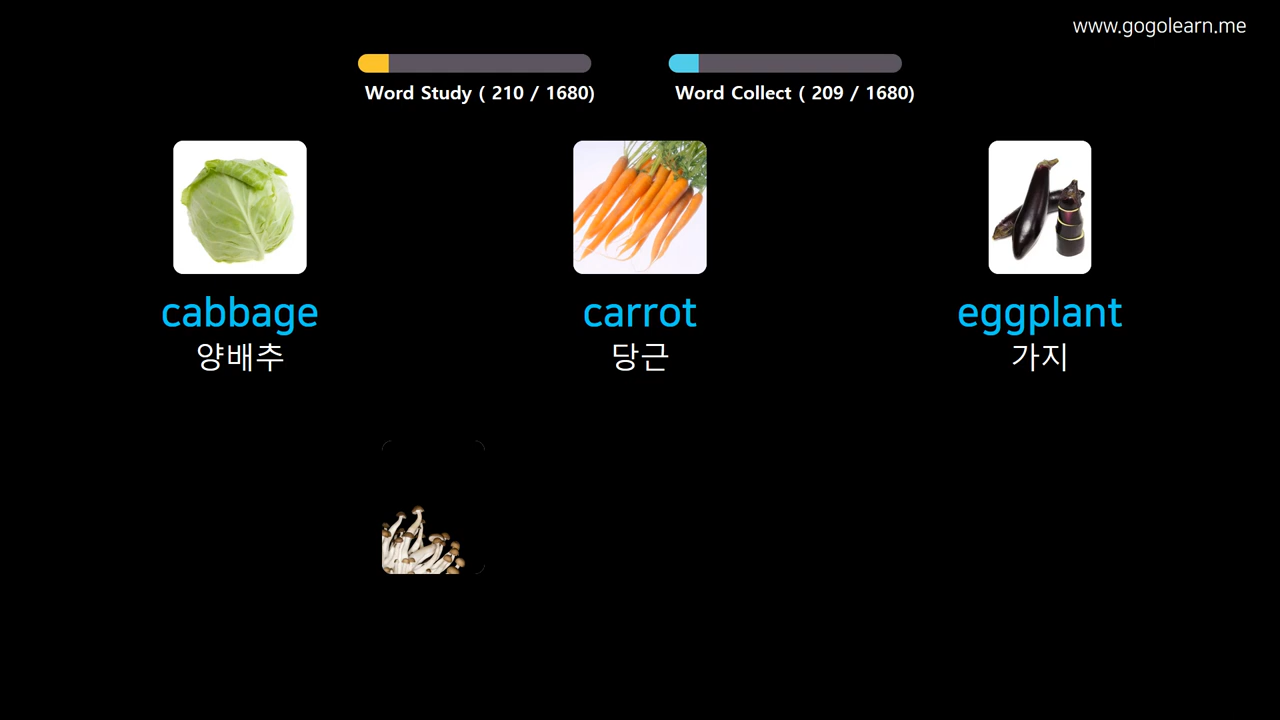 www.gogolearn.me
Word Study ( 210 / 1680)
Word Collect ( 209 / 1680)
cabbage
양배추
carrot
당근
eggplant
가지